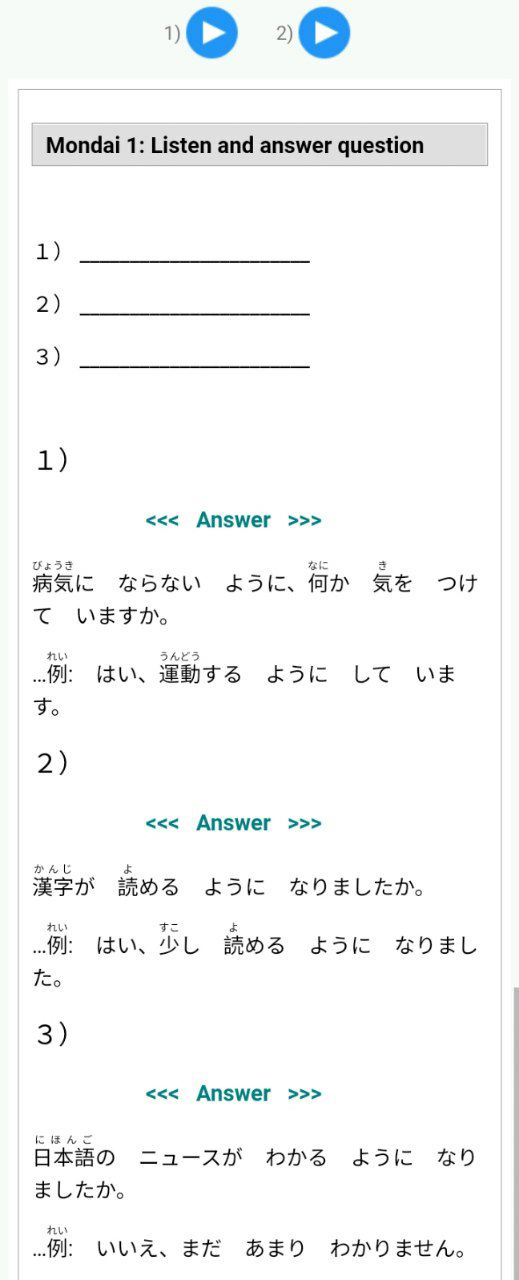 1)
2)
Mondai 1: Listen and answer question
１） _______________________
２） _______________________
３） _______________________
１）
<<< Answer >>>
びょうき なに き
病気に ならない ように、何か 気を つけ
て いますか。
れい うんどう
...例: はい、運動する ように して いま
す。
２）
<<< Answer >>>
かんじ よ
漢字が 読める ように なりましたか。
れい すこ よ
...例: はい、少し 読める ように なりまし
た。
３）
<<< Answer >>>
にほんご
日本語の ニュースが わかる ように なり
ましたか。
れい
...例: いいえ、まだ あまり わかりません。